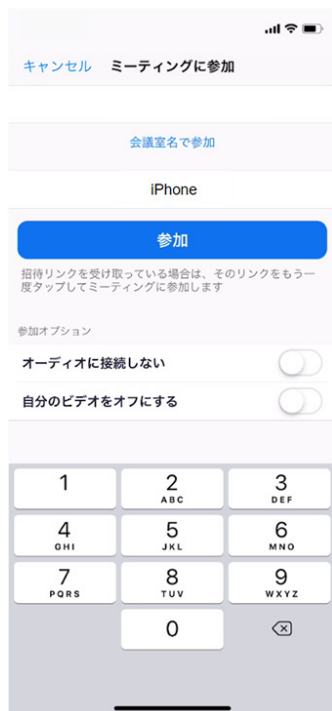 キャンセル ミーティングに参加
会議室名で参加
iPhone
参加
招待リンクを受け取っている場合は、そのリンクをもう一
度タップしてミーティングに参加します
参加オプション
オーディオに接続しない
自分のビデオをオフにする
1 2 3
ABC DEF
4 5 6
GHI JKL MNO
7 8 9
PQRS TUV WXYZ
0